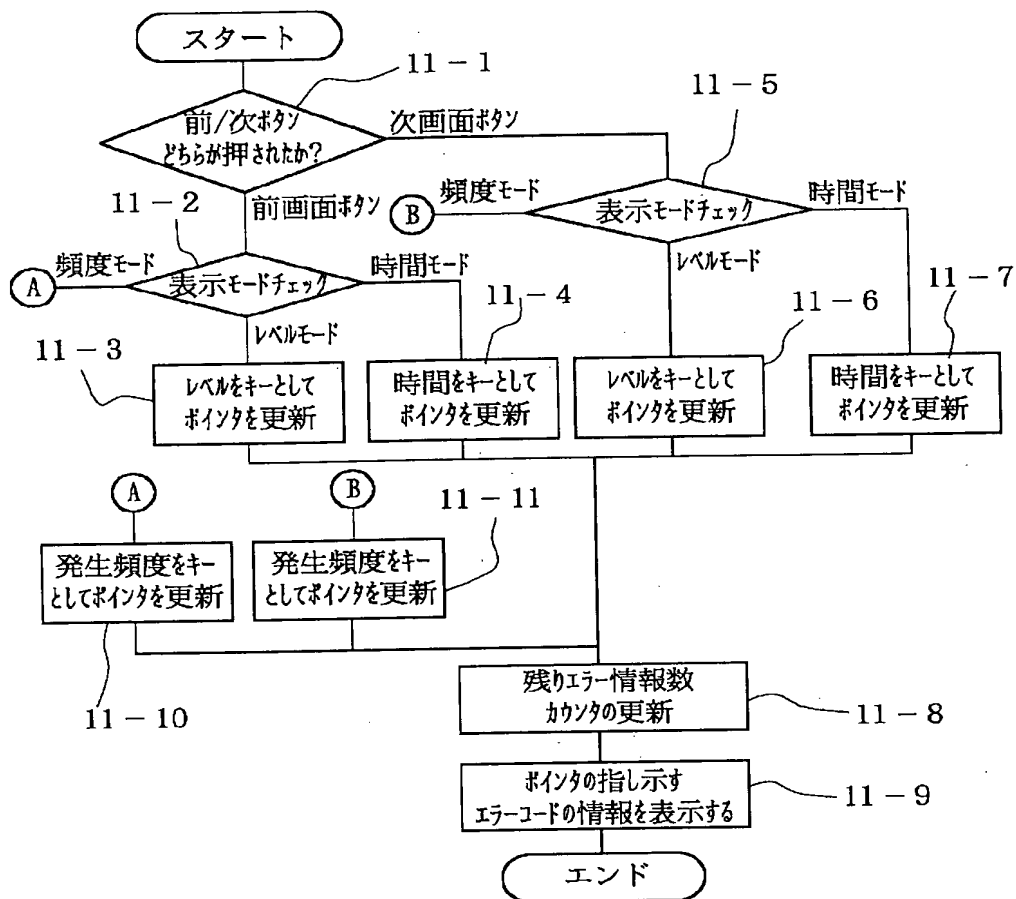 スタート
11-1
11-5
前/次ボタン
どちらが押されたか?
次画面ボタン
11-2
前画面ボタン
頻度モード
B
表示モードチェック
時間モード
頻度モード
A
表示モードチェック
時間モード
レベルモード
11-4
11-6
11-7
レベルモード
11-3
レベルをキーとして
ポインタを更新
時間をキーとして
ポインタを更新
レベルをキーとして
ポインタを更新
時間をキーとして
ポインタを更新
A
B
11-11
発生頻度をキー
としてポインタを更新
発生頻度をキー
としてポインタを更新
11-10
残りエラー情報数
カウンタの更新
11-8
ポインタの指し示す
エラーコードの情報を表示する
11-9
エンド